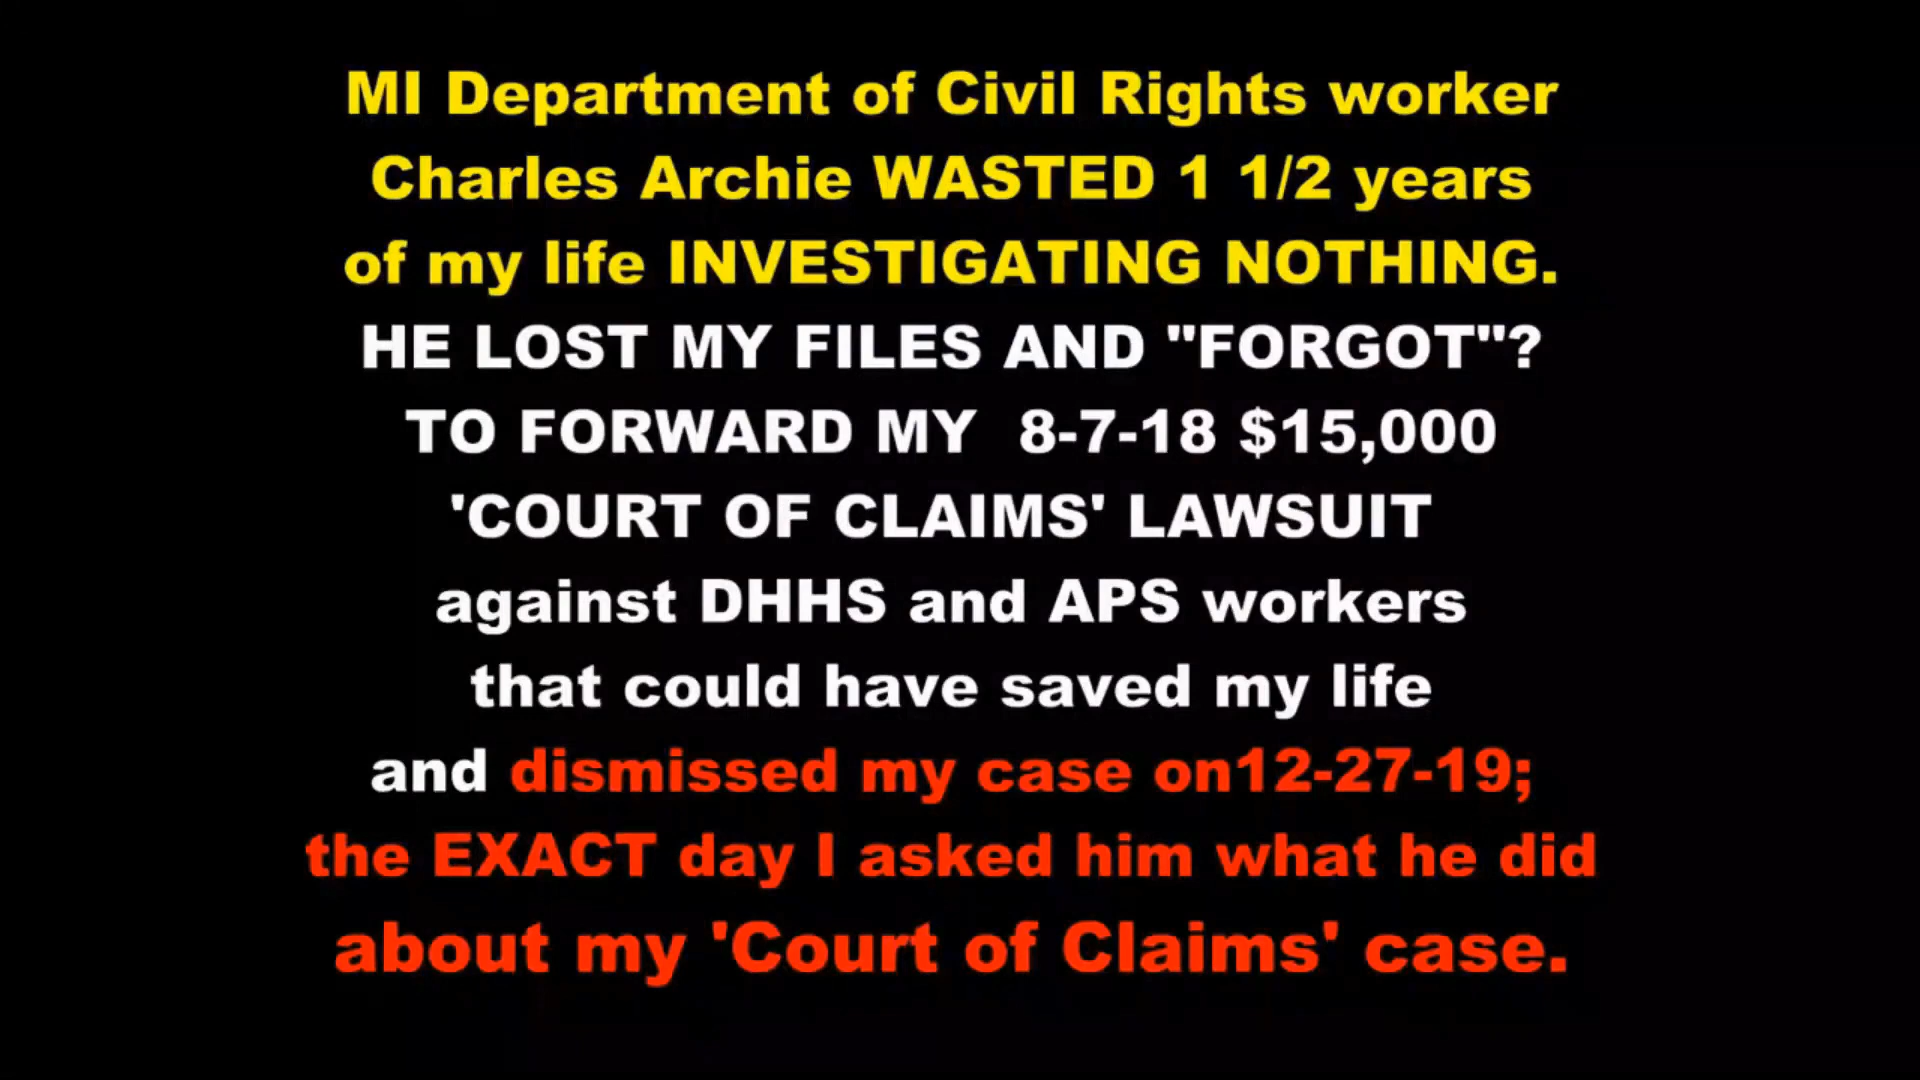 MI Department of Civil Rights worker
Charles Archie WASTED 1 1/2 years
of my life INVESTIGATING NOTHING.
HE LOST MY FILES AND "FORGOT"?
TO FORWARD MY  8-7-18 $15,000
'COURT OF CLAIMS' LAWSUIT
against DHHS and APS workers
that could have saved my life
and dismissed my case on12-27-19;
the EXACT day I asked him what he did
about my 'Court of Claims' case.